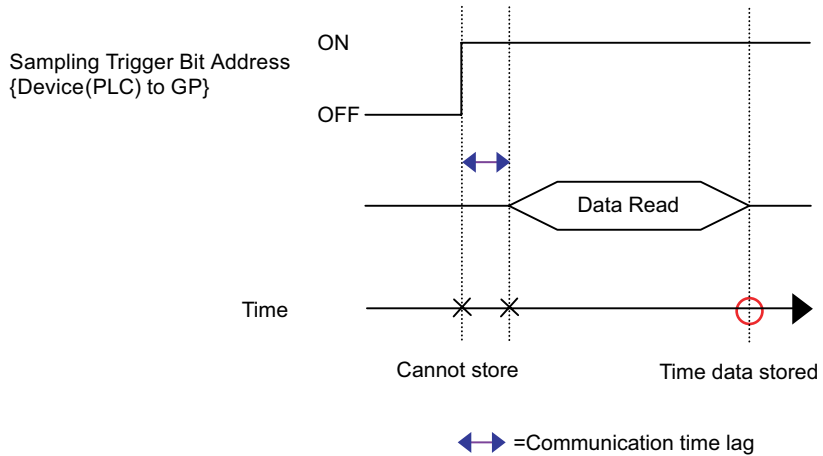 ON
Sampling Trigger Bit Address
{Device(PLC) to GP}
OFF
Data Read
Time
Cannot store
Time data stored
=Communication time lag